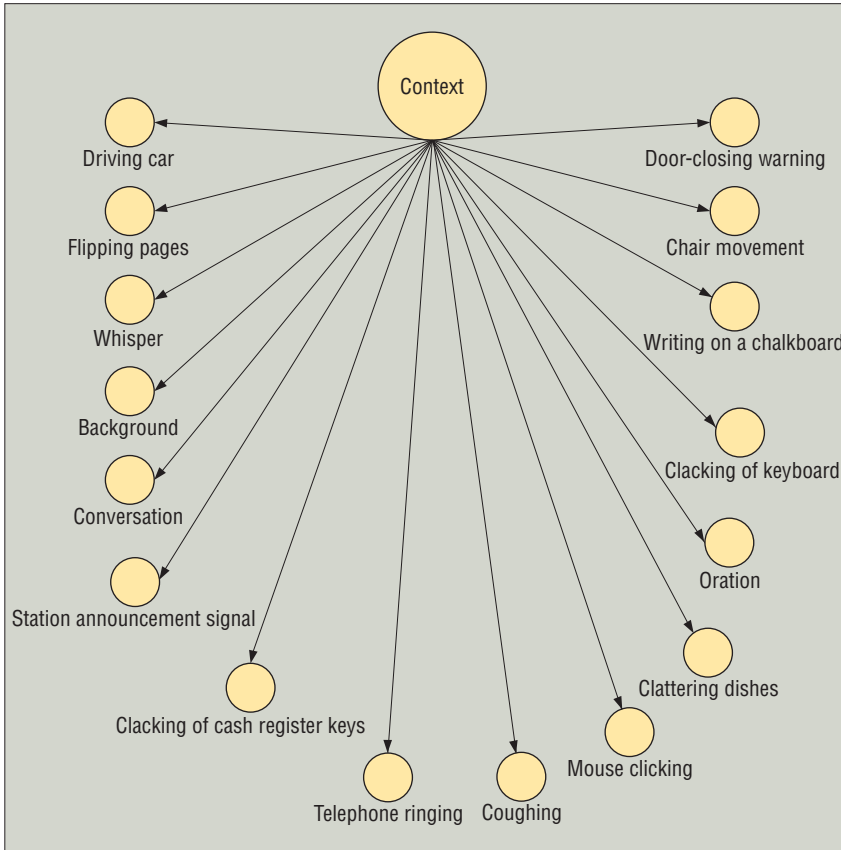 Context
Driving car
Door-closing warning
Flipping pages
Chair movement
Whisper
Writing on a chalkboard
Background
Clacking of keyboard
Conversation
Oration
Station announcement signal
Clattering dishes
Clacking of cash register keys
Mouse clicking
Telephone ringing
Coughing